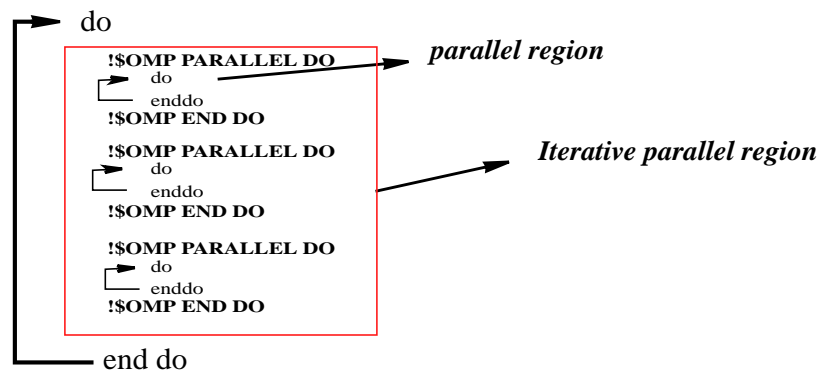 do
!$OMP PARALLEL DO
do
enddo
!$OMP END DO
!$OMP PARALLEL DO
do
enddo
!$OMP END DO
!$OMP PARALLEL DO
do
enddo
!$OMP END DO
end do
parallel region
Iterative parallel region